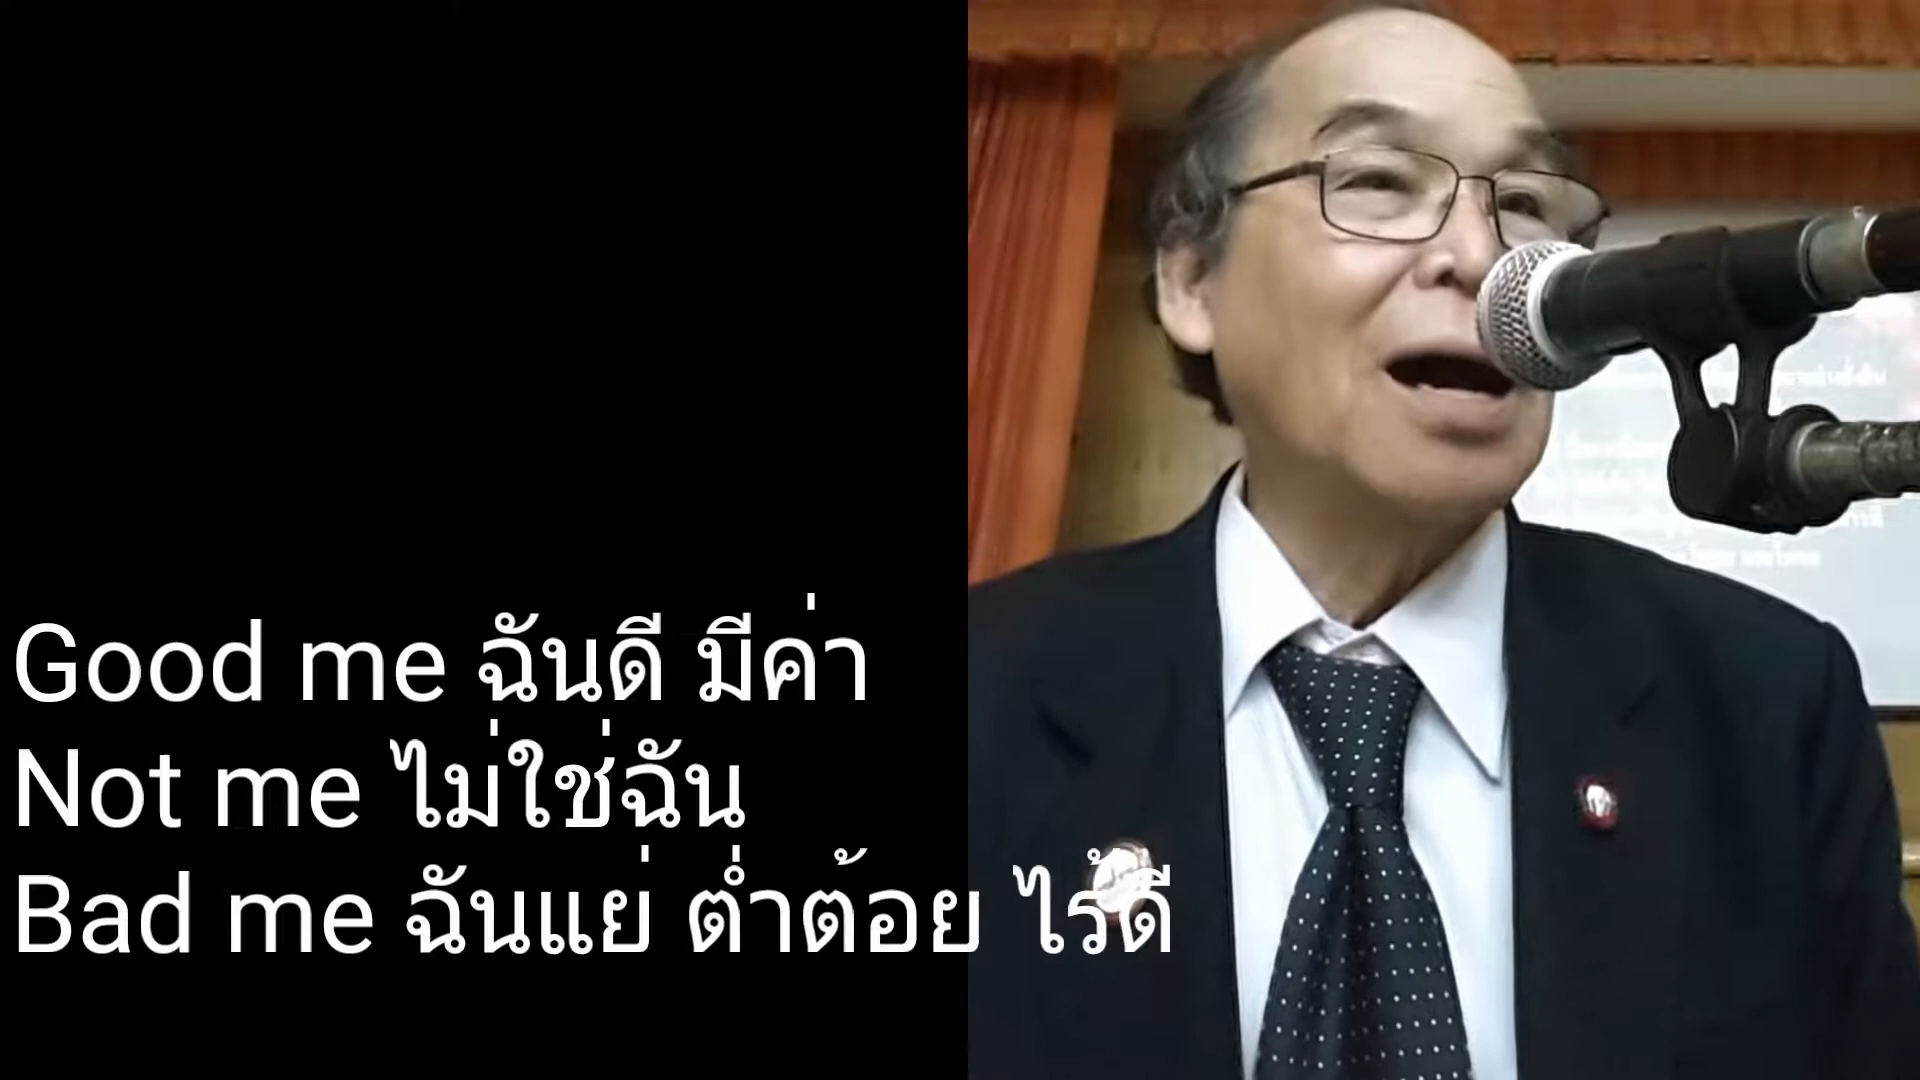 Good me ฉันดี มีค่า
Not me ไม่ใช่ฉัน
Bad me ฉันแย่ ต่ำต้อย ไร้ดี